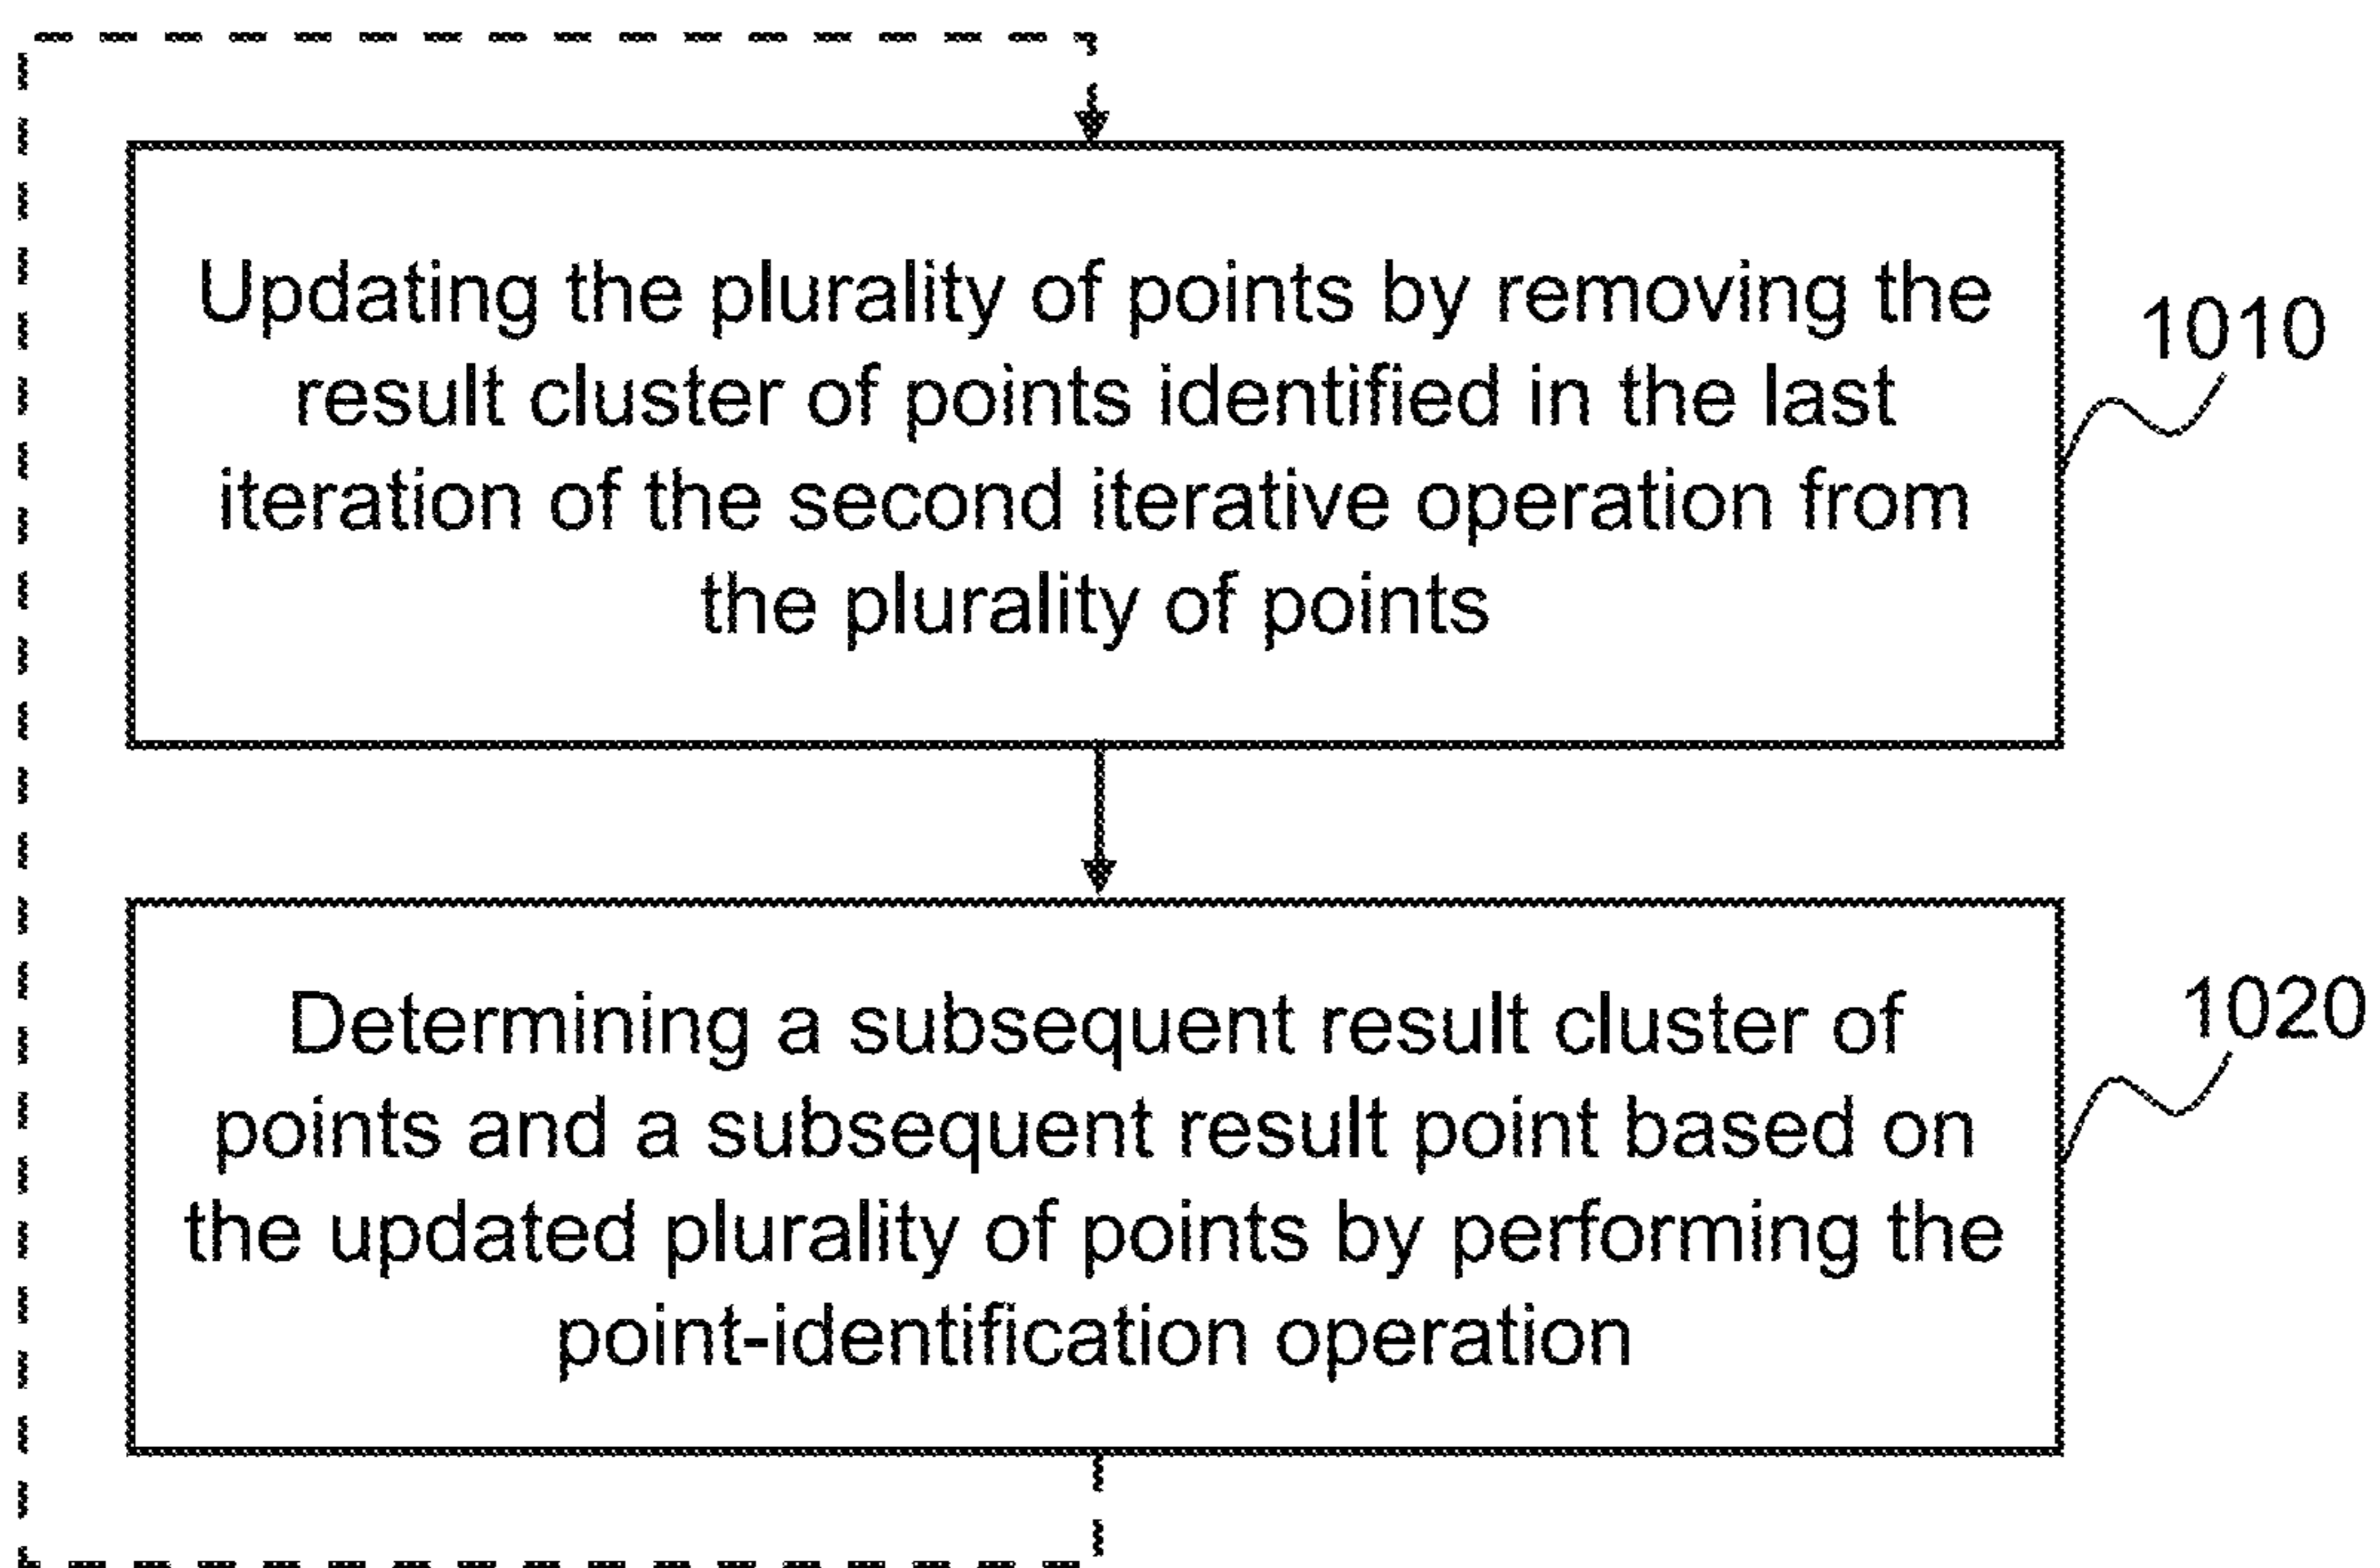 Updating the plurality of points by removing the
result cluster of points identified in the last
iteration of the second iterative operation from
the plurality of points
1010
Determining a subsequent result cluster of
points and a subsequent result point based on
the updated plurality of points by performing the
point-identification operation
1020